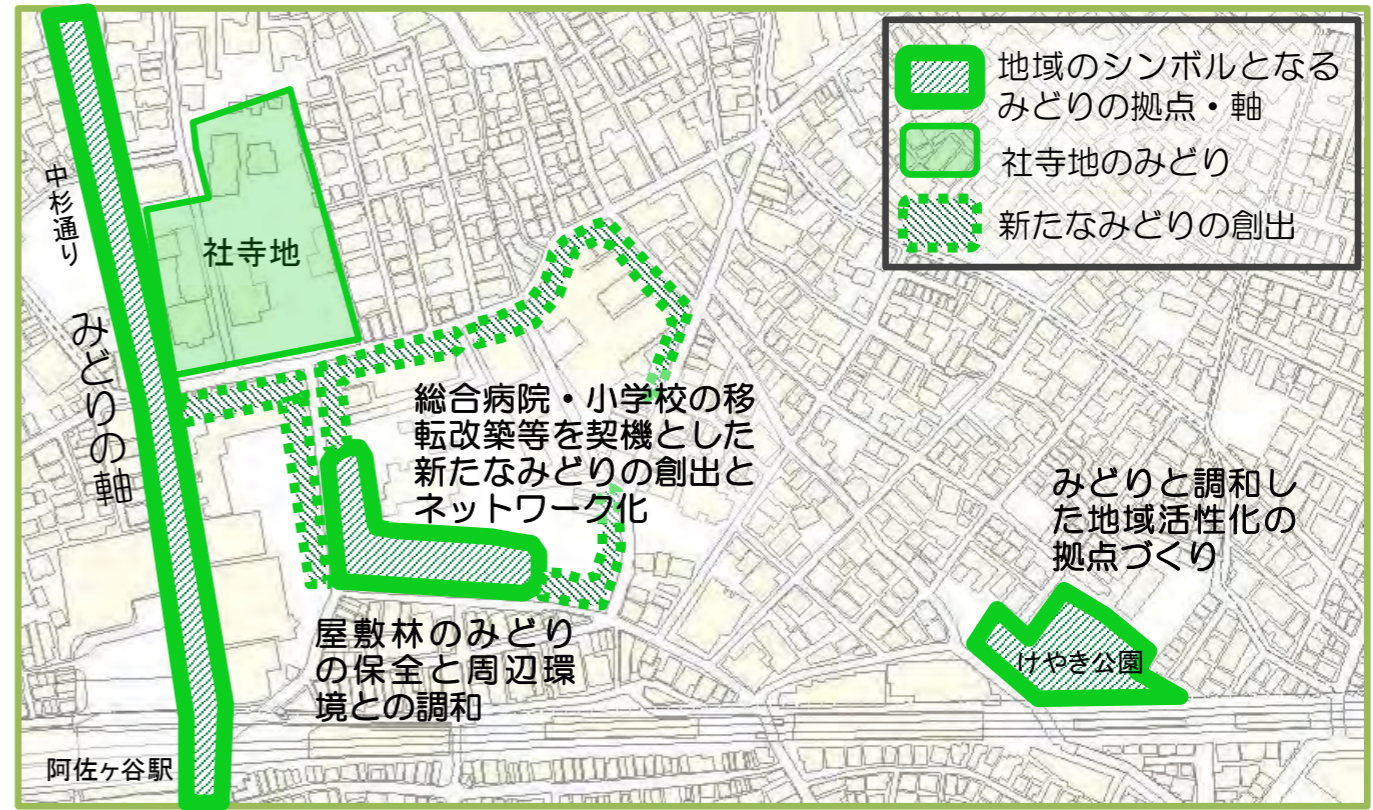 地域のシンボルとなる
みどりの拠点・軸
社寺地のみどり
新たなみどりの創出
中杉通り
社寺地
みどりの軸
総合病院・小学校の移
転改築等を契機とした
新たなみどりの創出と
ネットワーク化
みどりと調和し
た地域活性化の
拠点づくり
屋敷林のみどり
の保全と周辺環
境との調和
けやき公園
阿佐ヶ谷駅